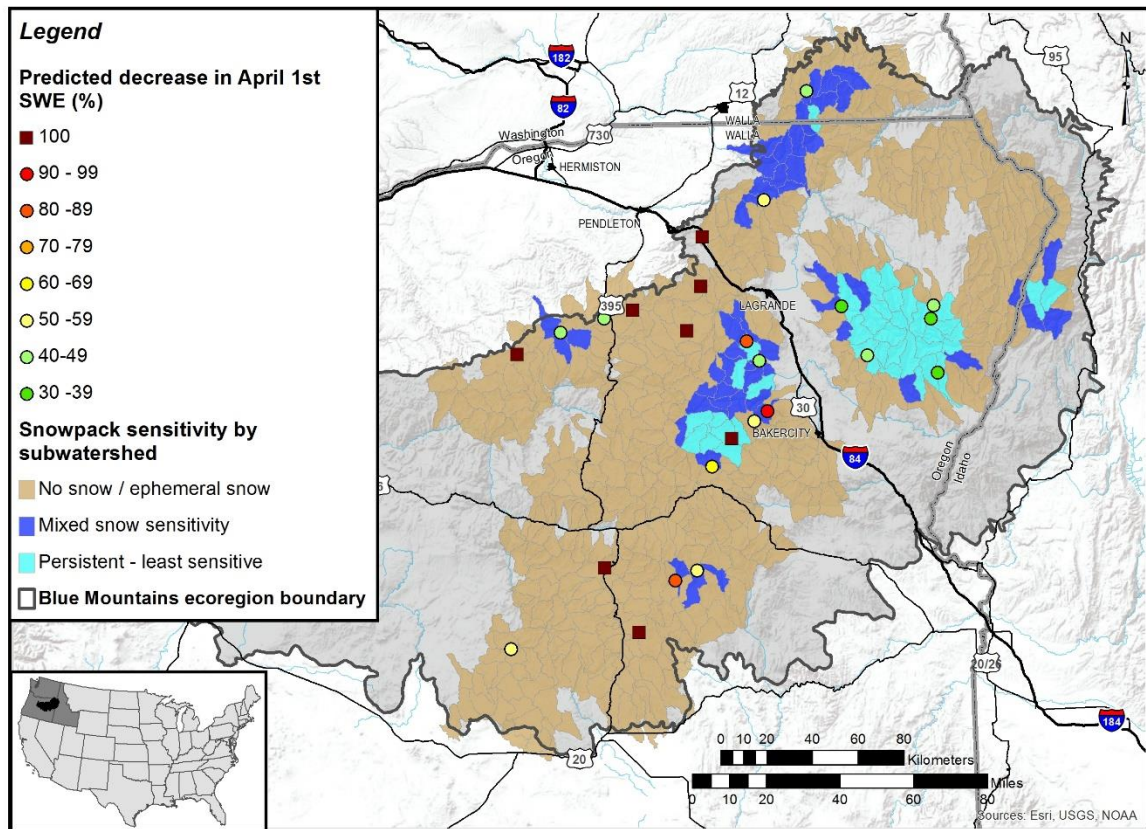 Legend
Predicted decrease in April 1st
SWE (%)
100
90 - 99
80 -89
70 -79
60 -69
50 -59
40-49
30 -39
Snowpack sensitivity by
subwatershed
No snow / ephemeral snow
Mixed snow sensitivity
Persistent - least sensitive
Blue Mountains ecoregion boundary
182
82
12
95
N
WALLA
WALLA
Washington
730
Oregon
HERMISTON
PENDLETON
395
LAGRANDE
30
BAKERCITY
84
Oregon
Idaho
6
20/26
184
20
0 10 20 40 60 80
Kilometers
Miles
0 10 20 40 60 80
Sources: Esri, USGS, NOAA